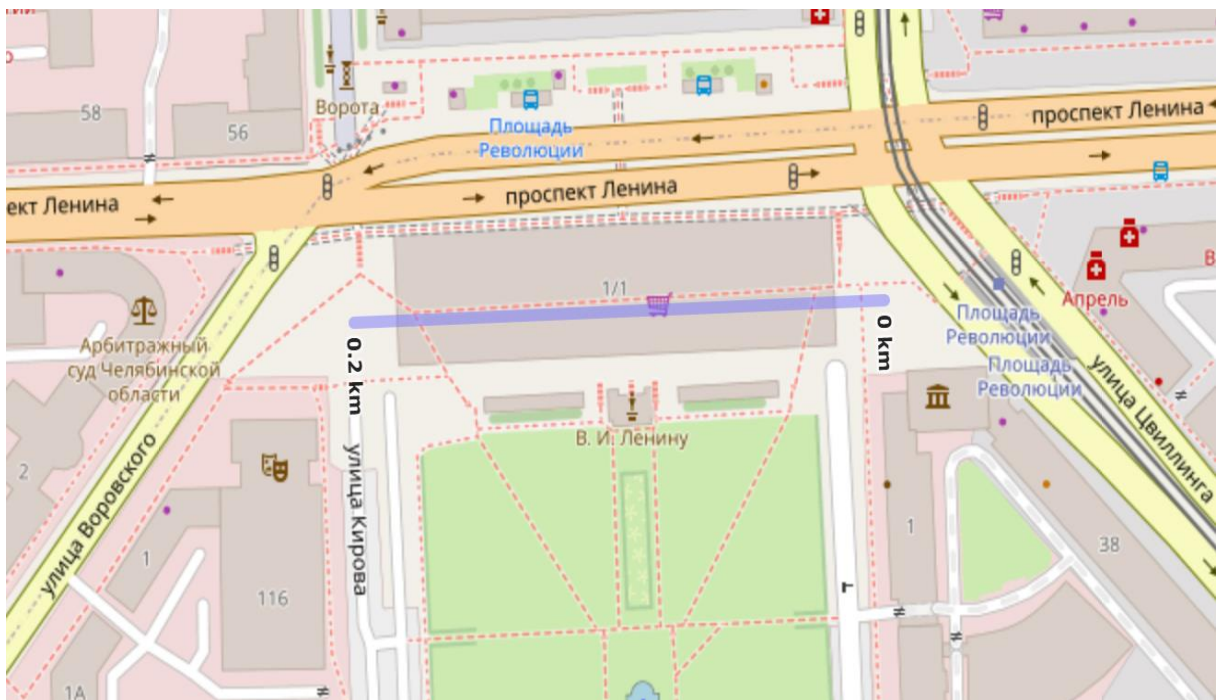 58
56
Ворота
Площадь
Революции
проспект Ленина
ект Ленина
проспект Ленина
1/1
В
Апрель
Площадь
Революции
Площадь
Революции
0 km
0.2 km
Арбитражный
суд Челябинской
области
В. И. Ленину
улица Цвиллинга
улица Воровского
улица Кирова
2
1
116
1
38
1А